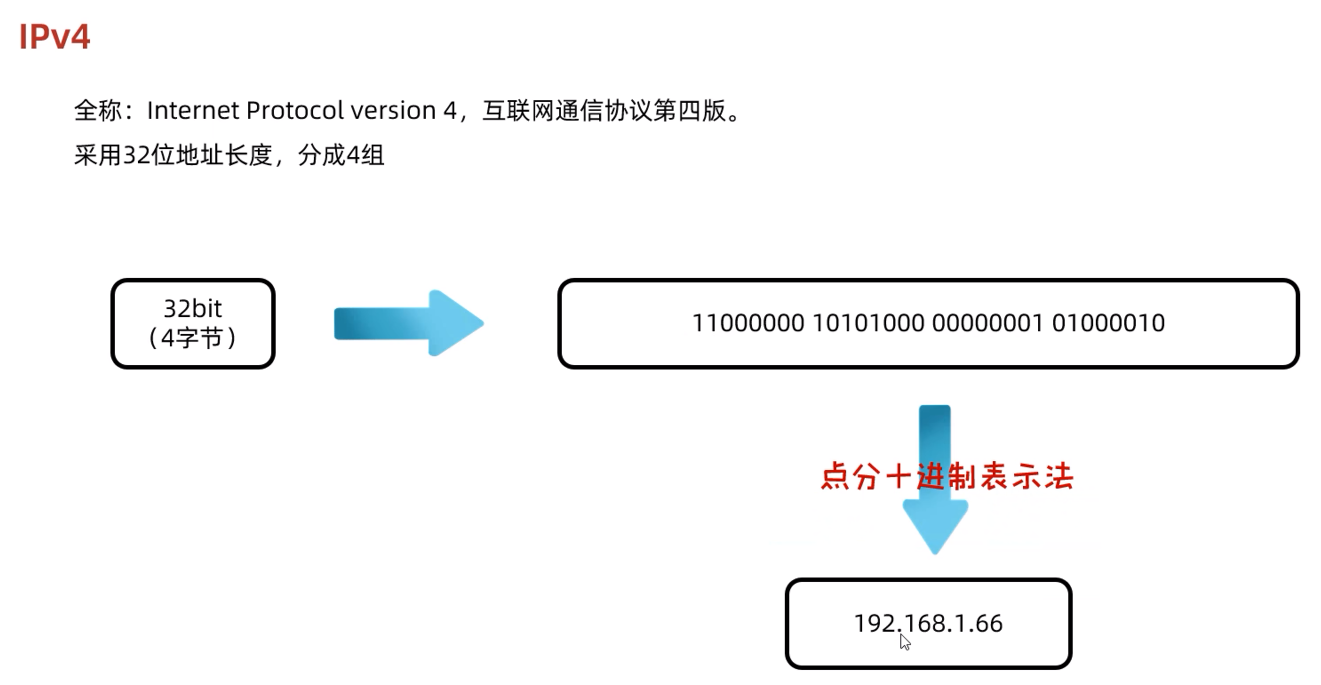 IPv4
全称：Internet Protocol version 4，互联网通信协议第四版。
采用32位地址长度，分成4组
32bit
（4字节）
11000000 10101000 00000001 01000010
点分十进制表示法
192.168.1.66